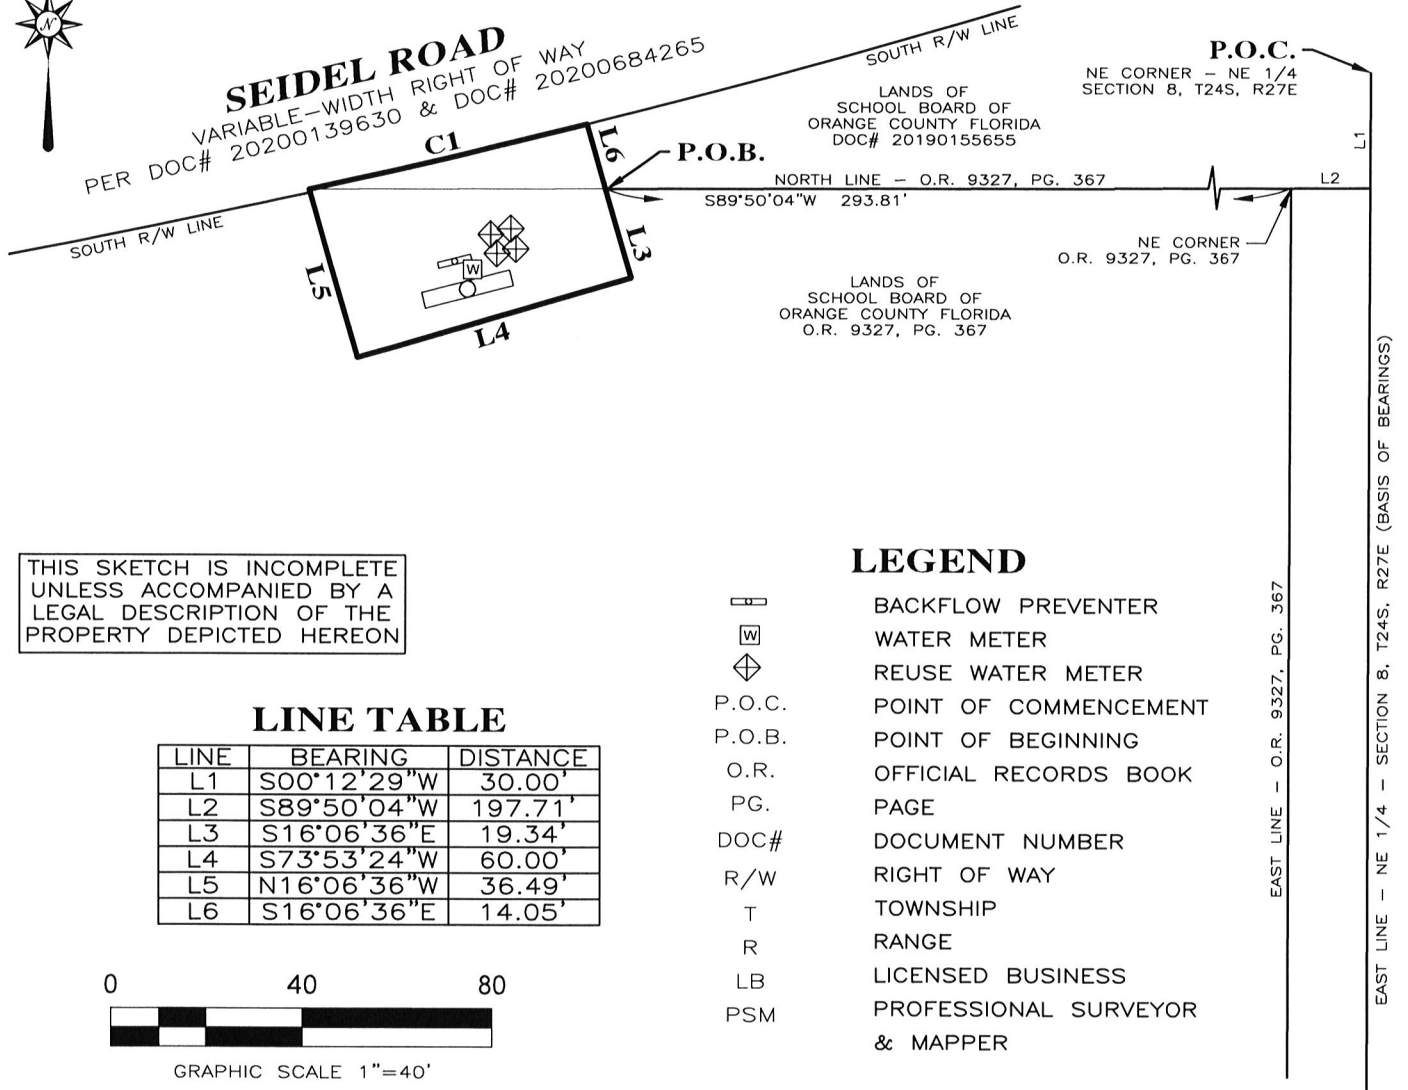 N
SEIDEL ROAD
VARIABLE-WIDTH RIGHT OF WAY
PER DOC# 20200139630 & DOC# 20200684265
SOUTH R/W LINE
P.O.C.
NE CORNER - NE 1/4
SECTION 8, T24S, R27E
LANDS OF
SCHOOL BOARD OF
ORANGE COUNTY FLORIDA
DOC# 20190155655
L1
C1
L6
P.O.B.
NORTH LINE - O.R. 9327, PG. 367
S89°50'04"W 293.81'
L2
SOUTH R/W LINE
L5
W
L3
L4
NE CORNER
O.R. 9327, PG. 367
LANDS OF
SCHOOL BOARD OF
ORANGE COUNTY FLORIDA
O.R. 9327, PG. 367
EAST LINE - O.R. 9327, PG. 367
EAST LINE - NE 1/4 - SECTION 8, T24S, R27E (BASIS OF BEARINGS)
THIS SKETCH IS INCOMPLETE
UNLESS ACCOMPANIED BY A
LEGAL DESCRIPTION OF THE
PROPERTY DEPICTED HEREON
LINE TABLE
LINE BEARING DISTANCE
L1 S00°12'29"W 30.00'
L2 S89°50'04"W 197.71'
L3 S16°06'36"E 19.34'
L4 S73°53'24"W 60.00'
L5 N16°06'36"W 36.49'
L6 S16°06'36"E 14.05'
0 40 80
GRAPHIC SCALE 1"=40'
LEGEND
BACKFLOW PREVENTER
W WATER METER
REUSE WATER METER
P.O.C. POINT OF COMMENCEMENT
P.O.B. POINT OF BEGINNING
O.R. OFFICIAL RECORDS BOOK
PG. PAGE
DOC# DOCUMENT NUMBER
R/W RIGHT OF WAY
T TOWNSHIP
R RANGE
LB LICENSED BUSINESS
PSM PROFESSIONAL SURVEYOR
& MAPPER